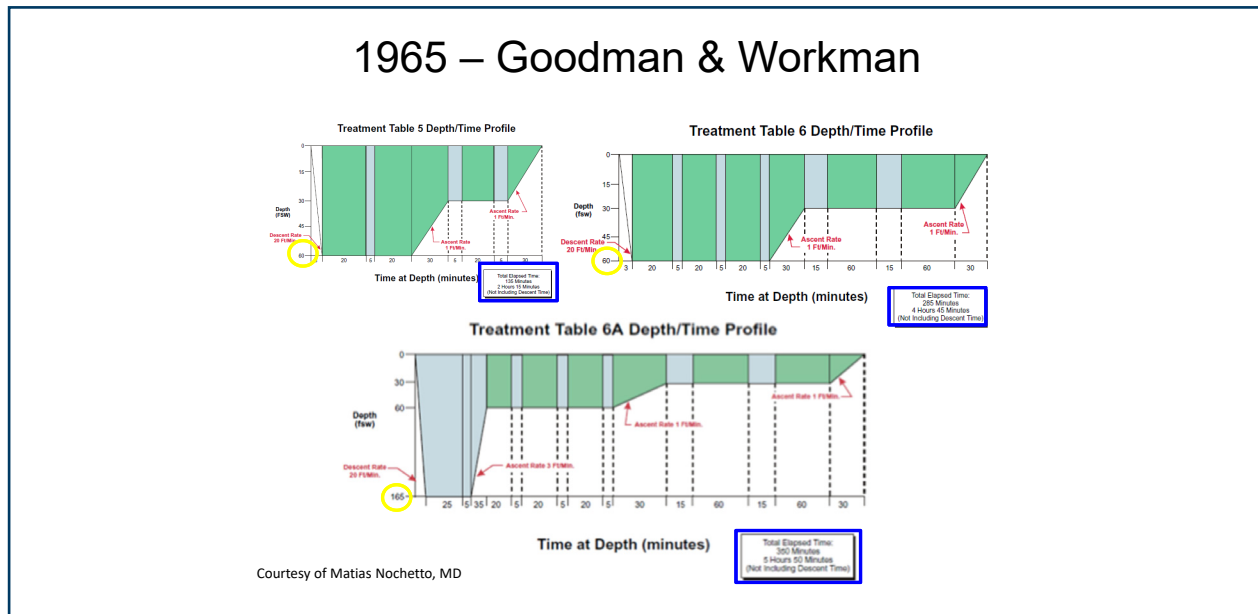 1965 – Goodman & Workman
Treatment Table 5 Depth/Time Profile
0
15
30
45
60
Depth
(FSW)
Descent Rate
20 Ft/Min.
Ascent Rate
1 Ft/Min.
Ascent Rate
1 Ft/Min.
20 5 20 20 30 5 20 5 30
Time at Depth (minutes)
Total Elapsed Time:
135 Minutes
2 Hours 15 Minutes
(Not Including Descent Time)
Treatment Table 6 Depth/Time Profile
0
15
30
45
60
Depth
(fsw)
Descent Rate
20 Ft/Min.
Ascent Rate
1 Ft/Min.
Ascent Rate
1 Ft/Min.
3 20 5 20 5 20 5 30 15 60 15 60 30
Time at Depth (minutes)
Total Elapsed Time:
285 Minutes
4 Hours 45 Minutes
(Not Including Descent Time)
Treatment Table 6A Depth/Time Profile
0
30
60
165
Depth
(fsw)
Descent Rate
20 Ft/Min.
Ascent Rate 3 Ft/Min.
Ascent Rate 1 Ft/Min.
Ascent Rate 1 Ft/Min.
25 5 35 20 5 20 5 20 5 30 15 60 15 60 30
Time at Depth (minutes)
Total Elapsed Time:
350 Minutes
5 Hours 50 Minutes
(Not Including Descent Time)
Courtesy of Matias Nochetto, MD